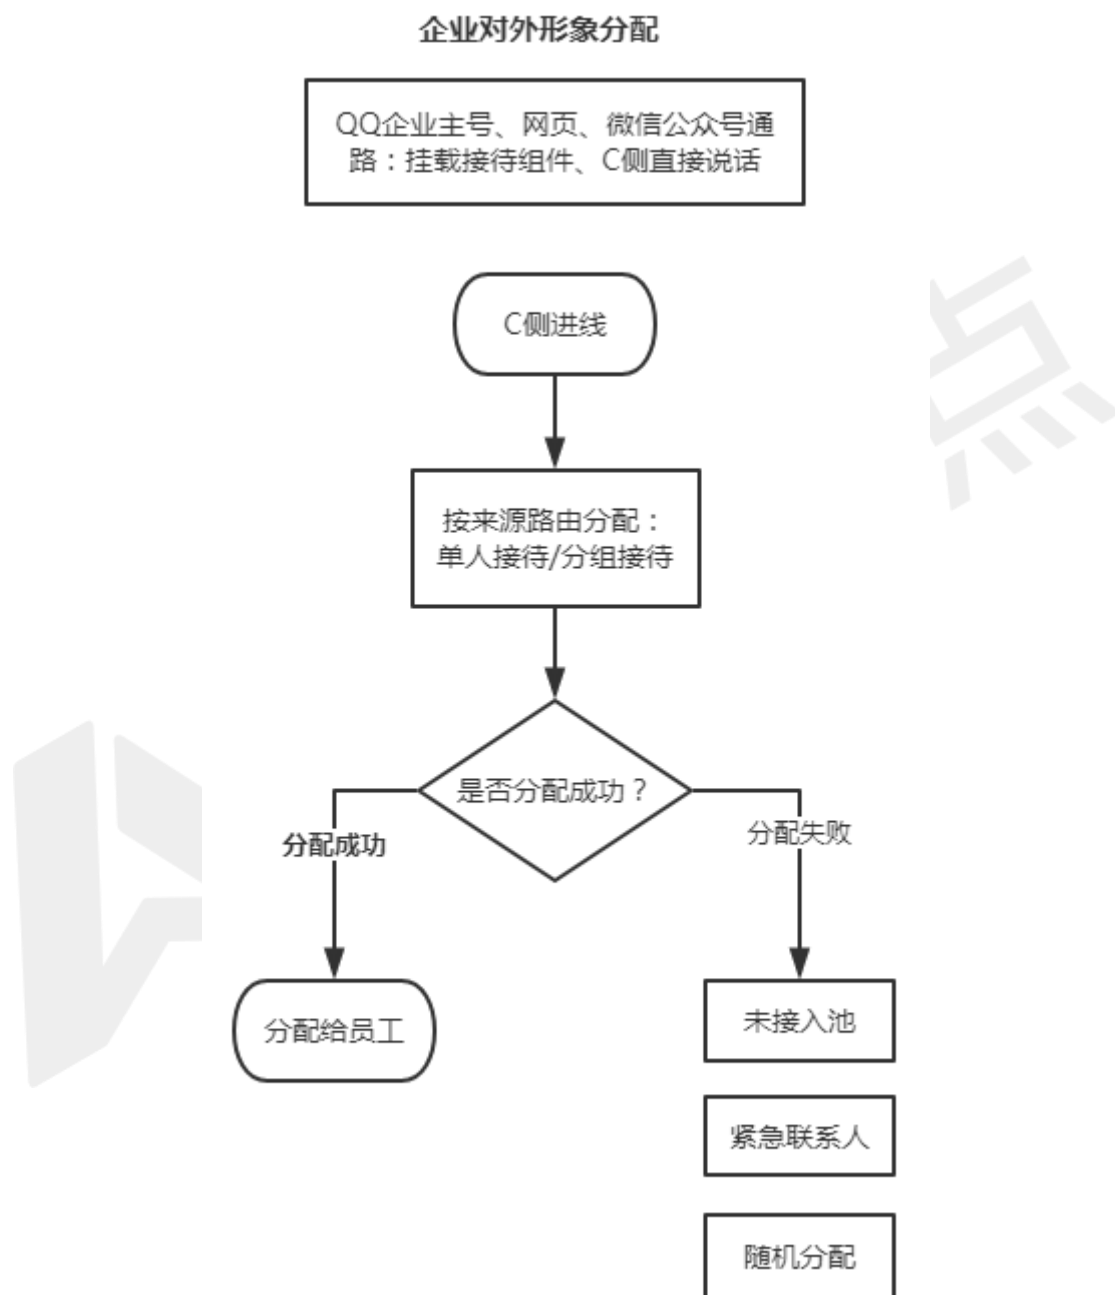 企业对外形象分配
QQ企业主号、网页、微信公众号通
路：挂载接待组件、C侧直接说话
C侧进线
按来源路由分配：
单人接待/分组接待
是否分配成功？
分配成功
分配失败
分配给员工
未接入池
紧急联系人
随机分配
点